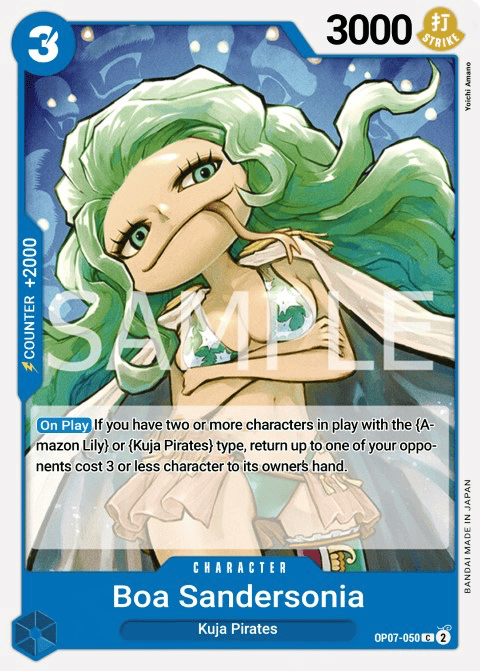 3
3000
打
STRIKE
Yoichi Amano
⚡COUNTER +2000
SAMPLE
On Play If you have two or more characters in play with the {A-
mazon Lily} or {Kuja Pirates} type, return up to one of your oppo-
nents cost 3 or less character to its owner's hand.
BANDAI MADE IN JAPAN
CHARACTER
Boa Sandersonia
Kuja Pirates
OP07-050 C 2